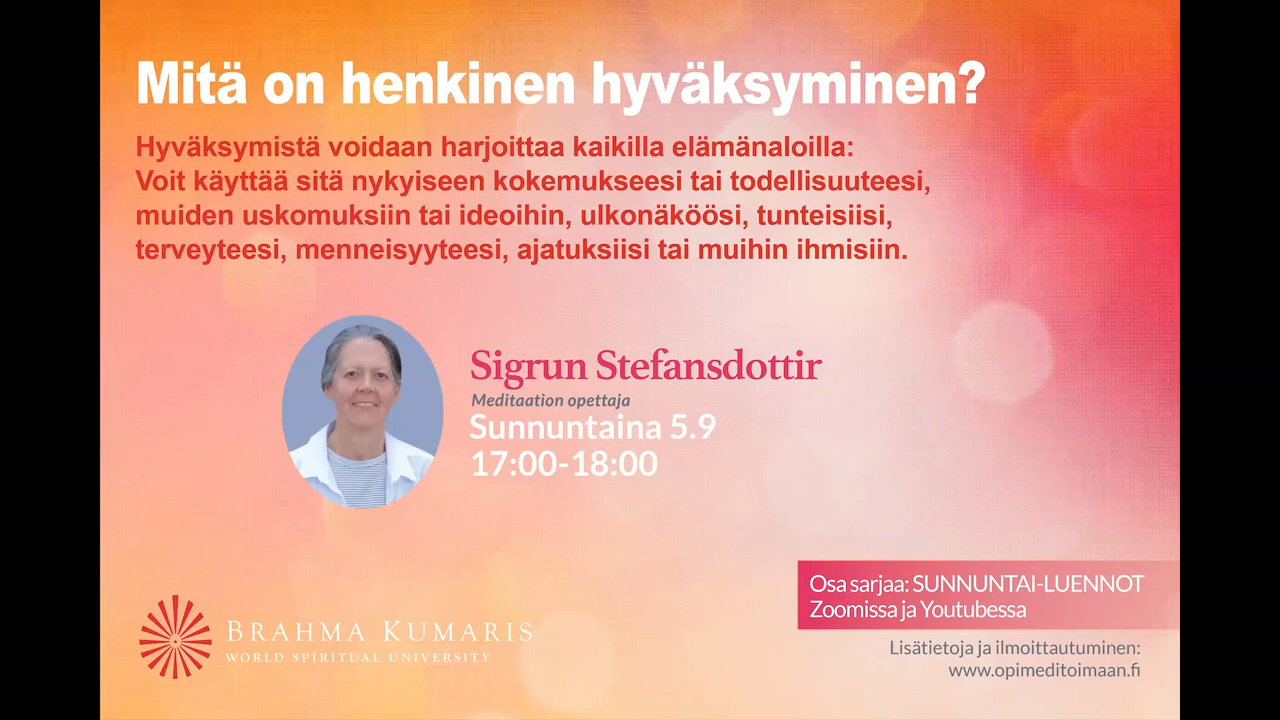 Mitä on henkinen hyväksyminen?
Hyväksymistä voidaan harjoittaa kaikilla elämänaloilla:
Voit käyttää sitä nykyiseen kokemukseesi tai todellisuuteesi,
muiden uskomuksiin tai ideoihin, ulkonäköösi, tunteisiisi,
terveyteesi, menneisyyteesi, ajatuksiisi tai muihin ihmisiin.
Sigrun Stefansdottir
Meditaation opettaja
Sunnuntaina 5.9
17:00-18:00
Osa sarjaa: SUNNUNTAI-LUENNOT
Zoomissa ja Youtubessa
Lisätietoja ja ilmoittautuminen:
www.opimeditoimaan.fi
BRAHMA KUMARIS
WORLD SPIRITUAL UNIVERSITY